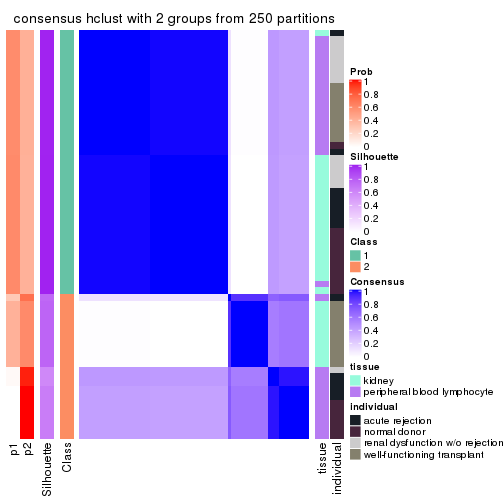 consensus hclust with 2 groups from 250 partitions
Prob
1
0.8
0.6
0.4
0.2
0
Silhouette
1
0.8
0.6
0.4
0.2
0
Class
1
2
Consensus
1
0.8
0.6
0.4
0.2
0
tissue
kidney
peripheral blood lymphocyte
individual
acute rejection
normal donor
renal dysfunction w/o rejection
well-functioning transplant
p1
p2
Silhouette
Class
tissue
individual